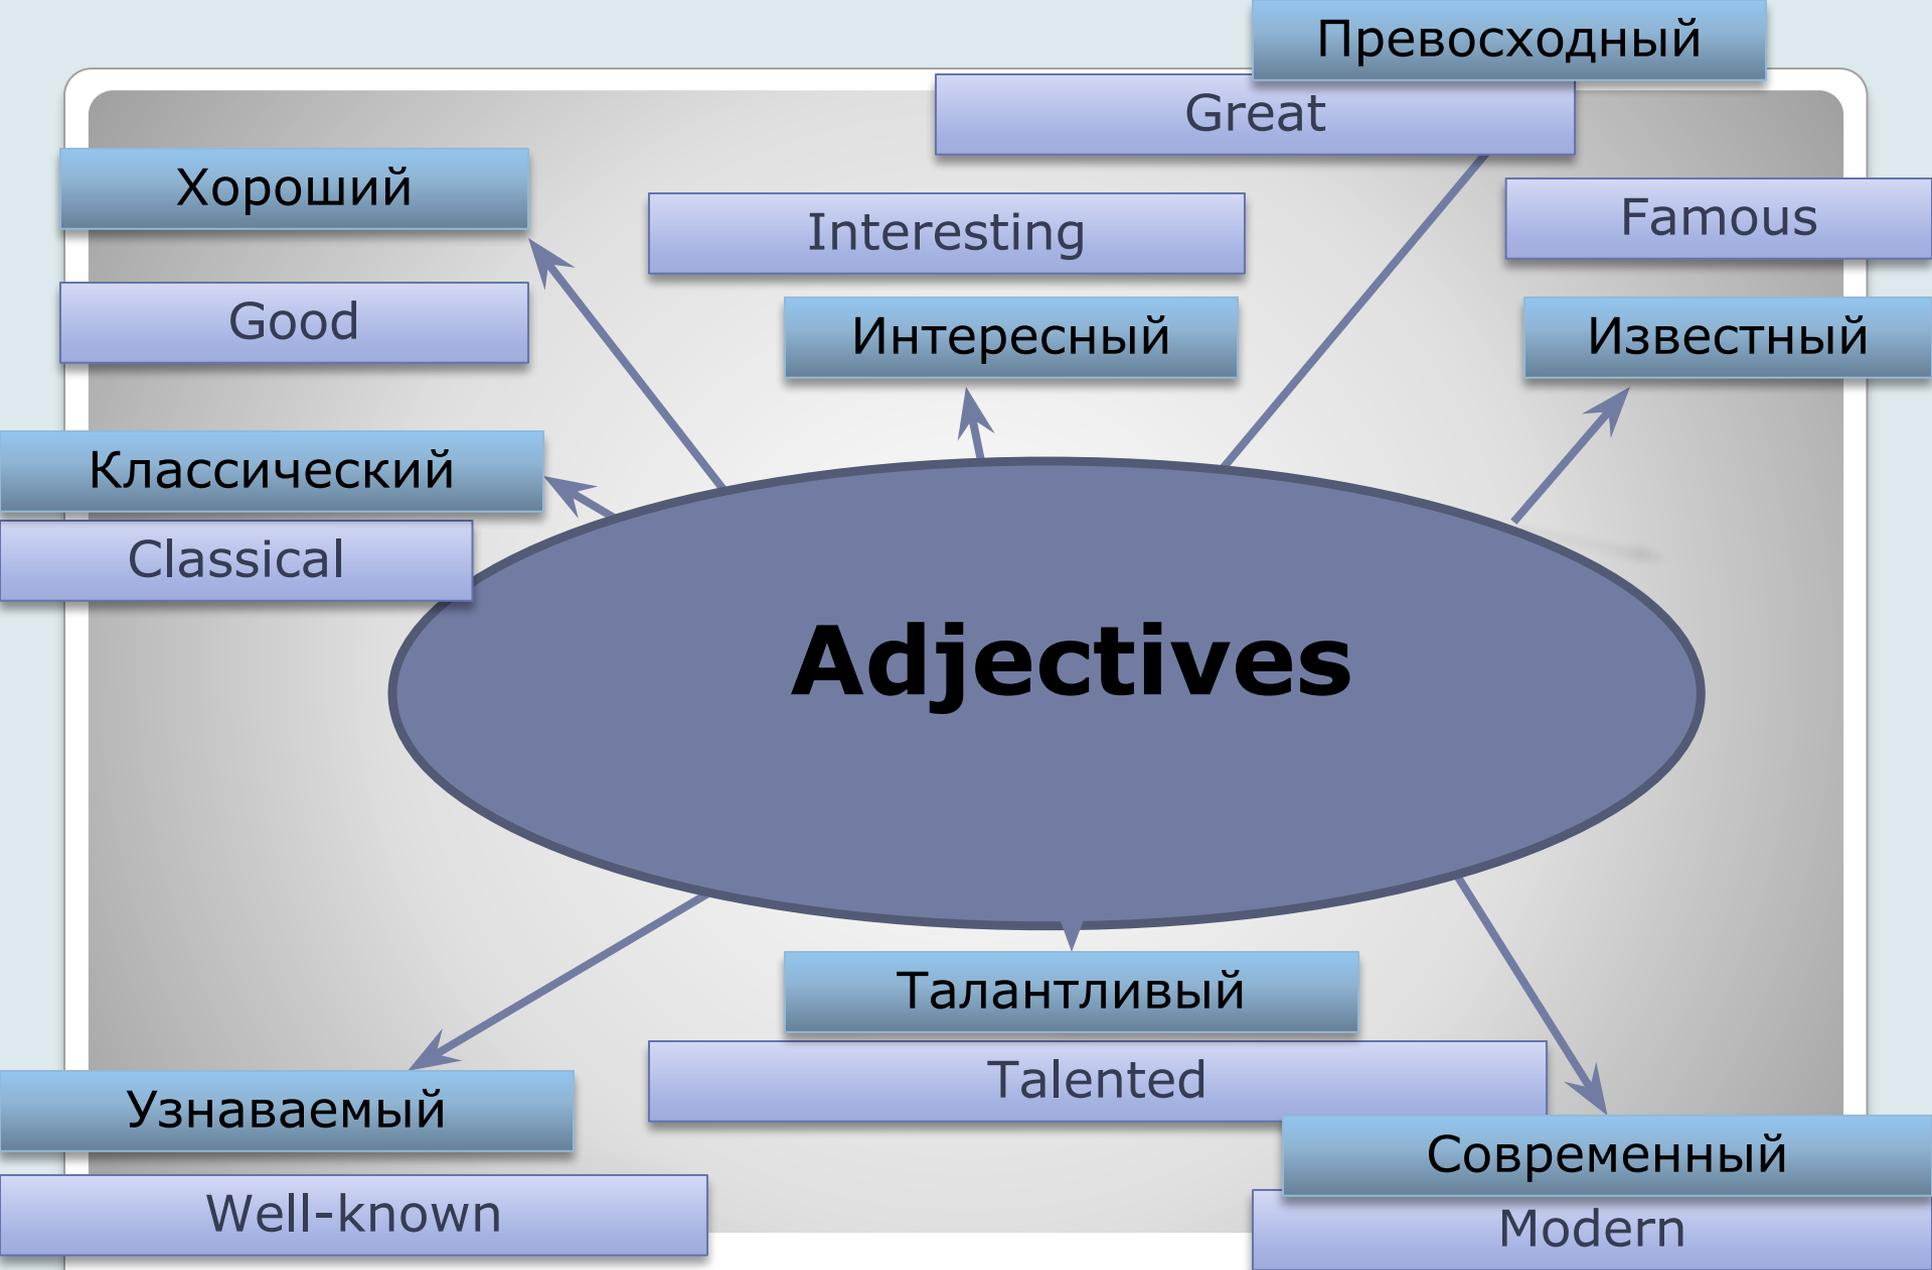 Превосходный
Great
Хороший
Interesting
Famous
Good
Интересный
Известный
Классический
Classical
Adjectives
Талантливый
Talented
Узнаваемый
Современный
Well-known
Modern